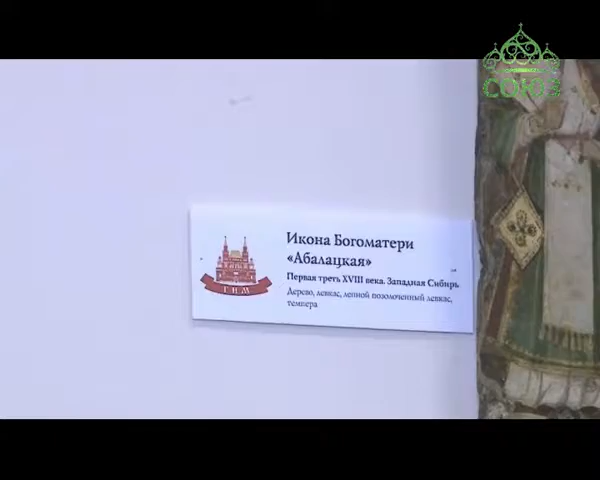 СОЮЗ
Икона Богоматери
«Абалацкая»
Первая треть XVIII века. Западная Сибирь
Дерево, левкас, лепной позолоченный левкас,
темпера
ГИМ